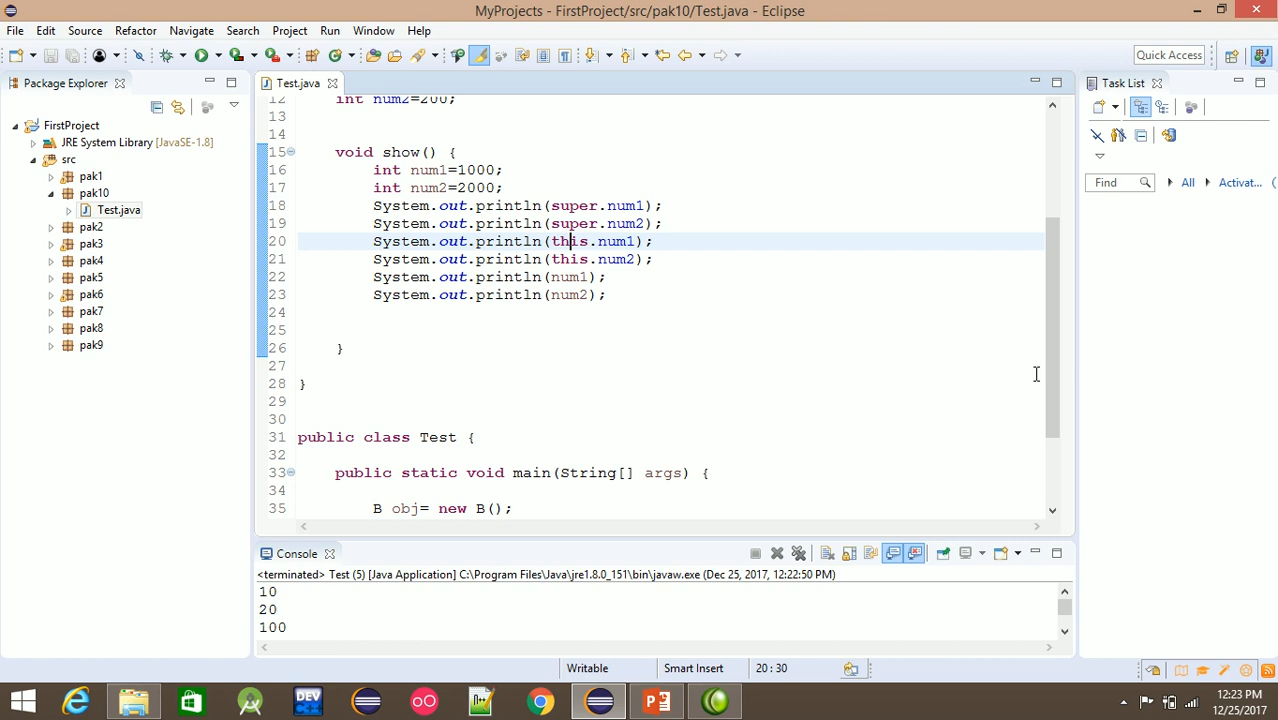 MyProjects - FirstProject/src/pak10/Test.java - Eclipse
File Edit Source Refactor Navigate Search Project Run Window Help
Quick Access
Package Explorer
Test.java
Task List
FirstProject
JRE System Library [JavaSE-1.8]
src
pak1
pak10
Test.java
pak2
pak3
pak4
pak5
pak6
pak7
pak8
pak9
12 int num2=200;
13
14
15 void show() {
16 int num1=1000;
17 int num2=2000;
18 System.out.println(super.num1);
19 System.out.println(super.num2);
20 System.out.println(this.num1);
21 System.out.println(this.num2);
22 System.out.println(num1);
23 System.out.println(num2);
24
25
26 }
27
28 }
29
30
31 public class Test {
32
33 public static void main(String[] args) {
34
35 B obj= new B();
Find All Activat...
Console
<terminated> Test (5) [Java Application] C:\Program Files\Java\jre1.8.0_151\bin\javaw.exe (Dec 25, 2017, 12:22:50 PM)
10
20
100
Writable Smart Insert 20 : 30
DEV
12:23 PM
12/25/2017